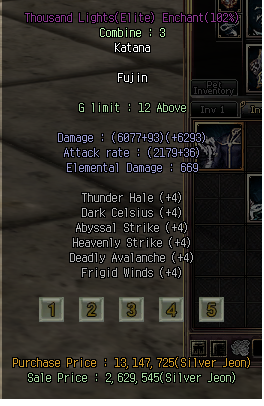 Thousand Lights(Elite) Enchant(102%)
Combine : 3
Katana
Fujin
G limit : 12 Above
Damage : (6077+93)(+6293)
Attack rate : (2179+36)
Elemental Damage : 669
Thunder Hale (+4)
Dark Celsius (+4)
Abyssal Strike (+4)
Heavenly Strike (+4)
Deadly Avalanche (+4)
Frigid Winds (+4)
1 2 3 4 5
Purchase Price : 13,147,725(Silver Jeon)
Sale Price : 2,629,545(Silver Jeon)
Pet
Inventory
Inv 1